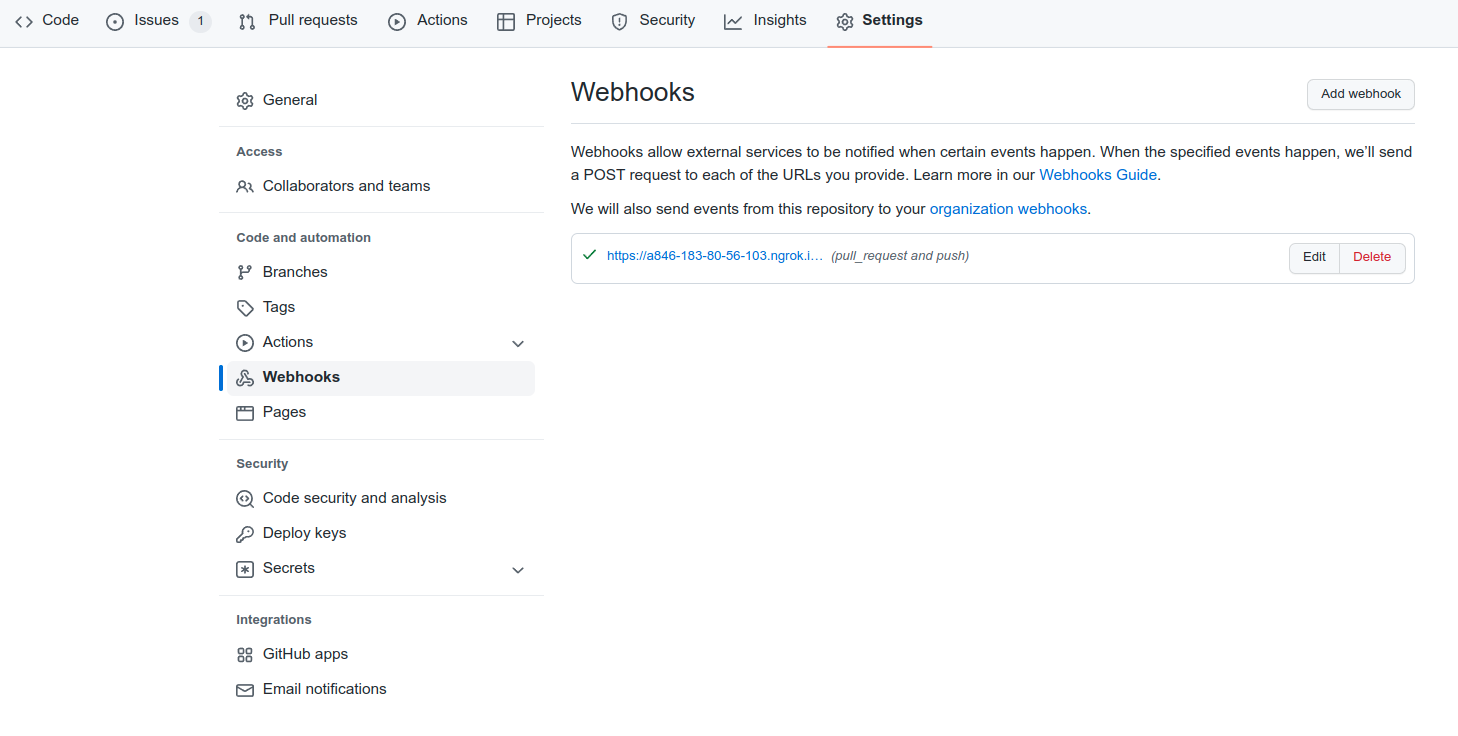 Code Issues 1 Pull requests Actions Projects Security Insights Settings
General
Access
Collaborators and teams
Code and automation
Branches
Tags
Actions
Webhooks
Pages
Security
Code security and analysis
Deploy keys
Secrets
Integrations
GitHub apps
Email notifications
Webhooks
Add webhook
Webhooks allow external services to be notified when certain events happen. When the specified events happen, we’ll send
a POST request to each of the URLs you provide. Learn more in our Webhooks Guide.
We will also send events from this repository to your organization webhooks.
https://a846-183-80-56-103.ngrok.i… (pull_request and push) Edit Delete